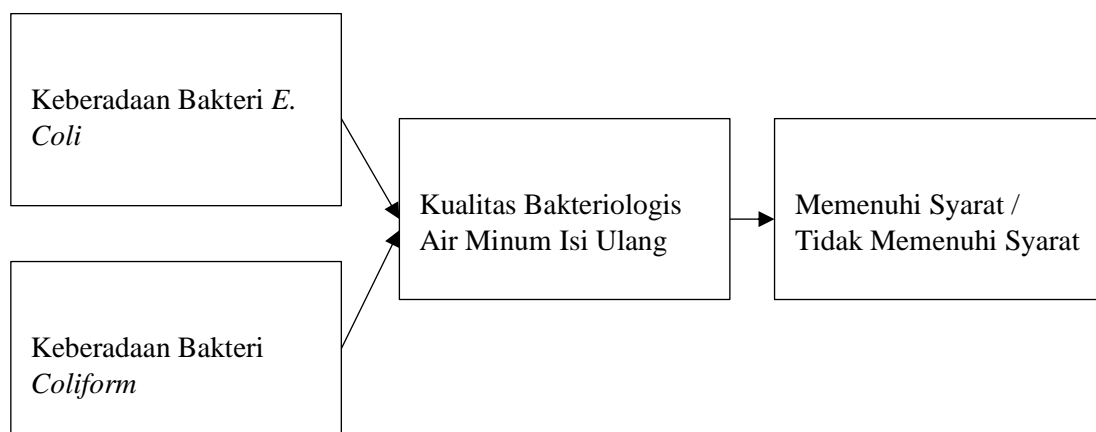 Keberadaan Bakteri E.
Coli
Keberadaan Bakteri
Coliform
Kualitas Bakteriologis
Air Minum Isi Ulang
Memenuhi Syarat /
Tidak Memenuhi Syarat